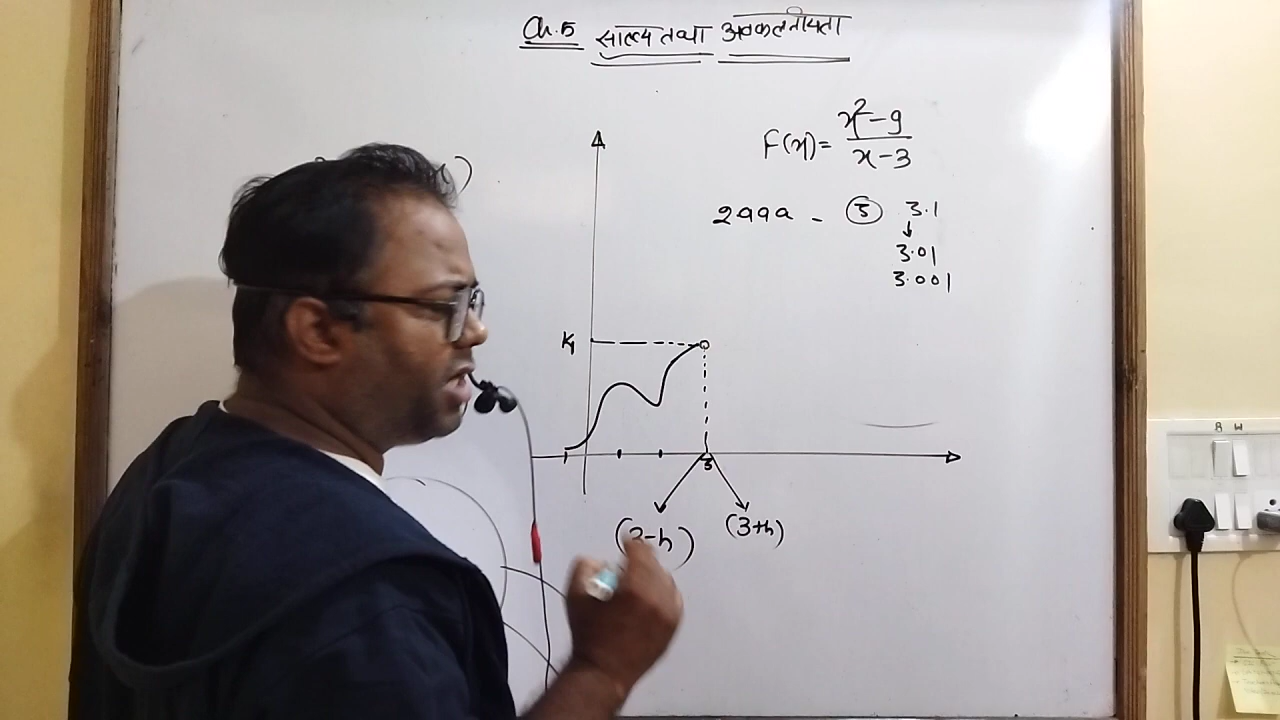 Ch.5 सातत्य तथा अवकलनीयता
F(x) = x² - 9 / x - 3
2999 - 3 3.1
3.01
3.001
K₁
3
(3-h) (3+h)